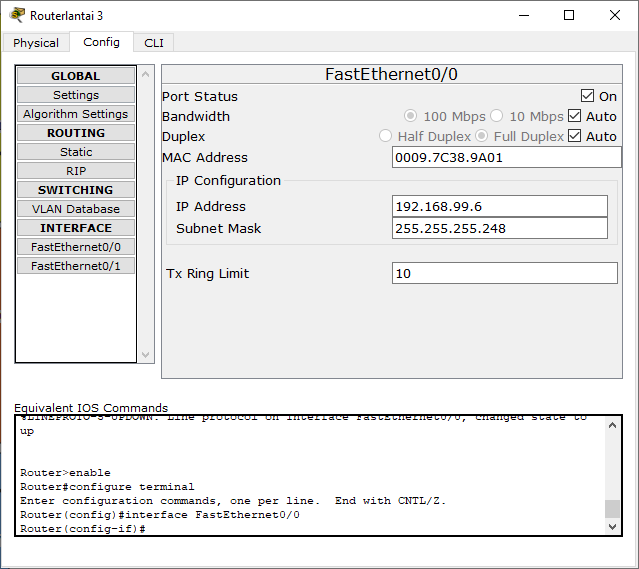 Routerlantai 3
Physical Config CLI
GLOBAL
Settings
Algorithm Settings
ROUTING
Static
RIP
SWITCHING
VLAN Database
INTERFACE
FastEthernet0/0
FastEthernet0/1
FastEthernet0/0
Port Status On
Bandwidth 100 Mbps 10 Mbps Auto
Duplex Half Duplex Full Duplex Auto
MAC Address 0009.7C38.9A01
IP Configuration
IP Address 192.168.99.6
Subnet Mask 255.255.255.248
Tx Ring Limit 10
Equivalent IOS Commands
%LINEPROTO-5-UPDOWN: Line protocol on Interface FastEthernet0/0, changed state to
up
Router>enable
Router#configure terminal
Enter configuration commands, one per line.  End with CNTL/Z.
Router(config)#interface FastEthernet0/0
Router(config-if)#